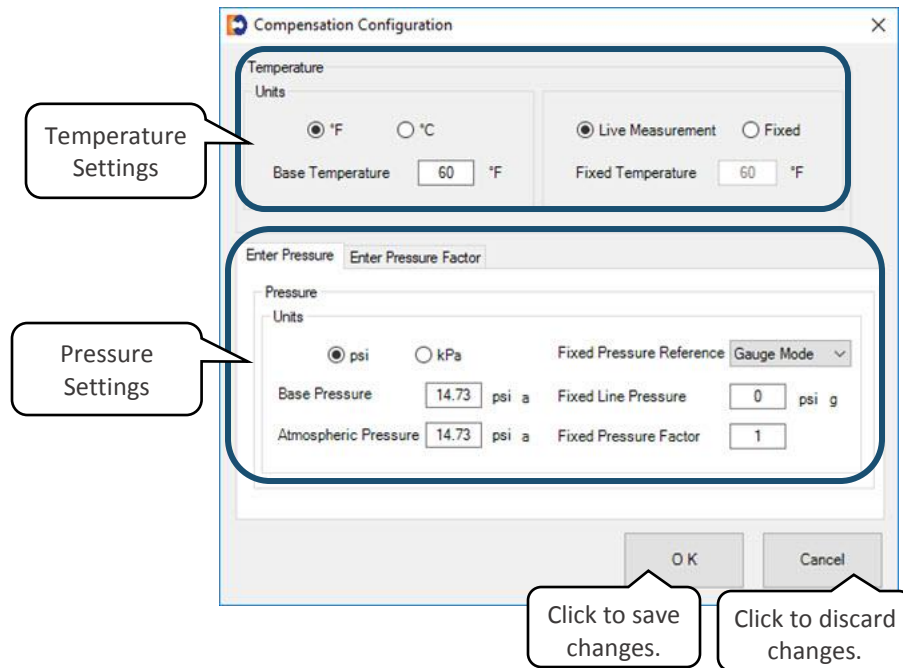 Compensation Configuration
Temperature
Units
°F °C
Live Measurement Fixed
Base Temperature 60 °F
Fixed Temperature 60 °F
Temperature
Settings
Enter Pressure Enter Pressure Factor
Pressure
Units
psi kPa
Fixed Pressure Reference Gauge Mode
Base Pressure 14.73 psi a
Fixed Line Pressure 0 psi g
Atmospheric Pressure 14.73 psi a
Fixed Pressure Factor 1
Pressure
Settings
O K
Cancel
Click to save
changes.
Click to discard
changes.